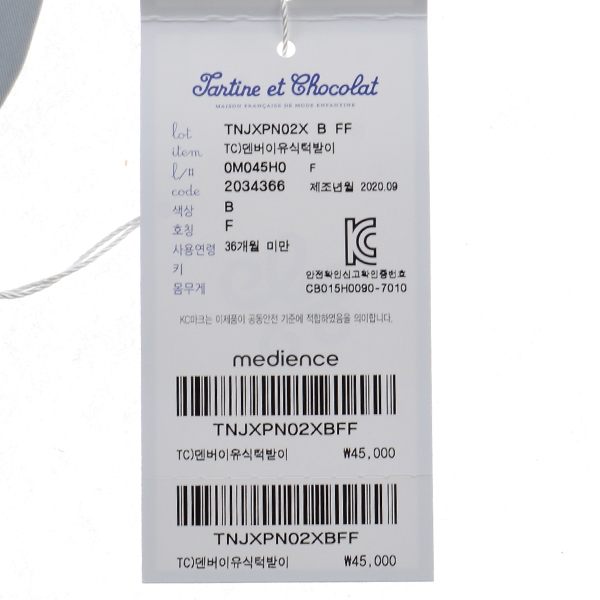 Tartine et Chocolat
MAISON FRANÇAISE DE MODE ENFANTINE
lot TNJXPN02X B FF
item TC)덴버이유식턱받이
l/# 0M045H0 F
code 2034366 제조년월 2020.09
색상 B
호칭 F
사용연령 36개월 미만
키
몸무게
안전확인신고확인증번호
CB015H0090-7010
KC마크는 이제품이 공동안전 기준에 적합하였음을 의미합니다.
medience
TNJXPN02XBFF
TC)덴버이유식턱받이 ₩45,000
TNJXPN02XBFF
TC)덴버이유식턱받이 ₩45,000